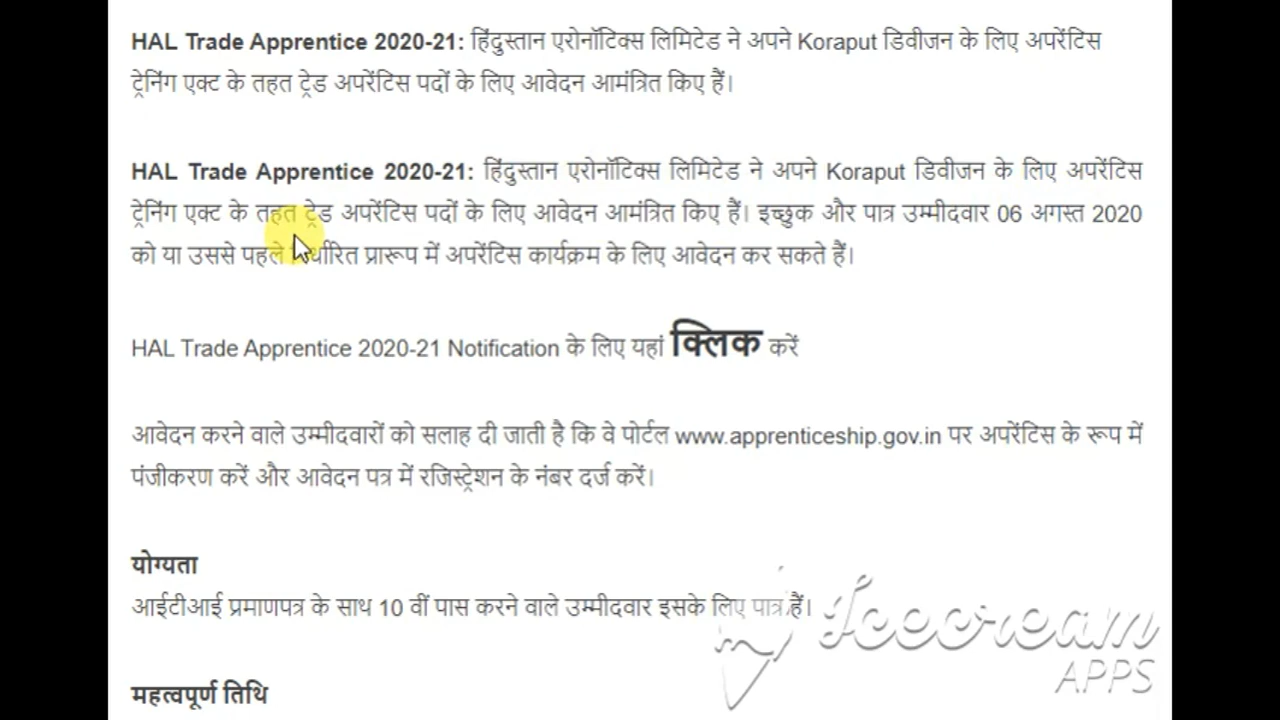 HAL Trade Apprentice 2020-21: हिंदुस्तान एरोनॉटिक्स लिमिटेड ने अपने Koraput डिवीजन के लिए अपरेंटिस
ट्रेनिंग एक्ट के तहत ट्रेड अपरेंटिस पदों के लिए आवेदन आमंत्रित किए हैं।
HAL Trade Apprentice 2020-21: हिंदुस्तान एरोनॉटिक्स लिमिटेड ने अपने Koraput डिवीजन के लिए अपरेंटिस
ट्रेनिंग एक्ट के तहत ट्रेड अपरेंटिस पदों के लिए आवेदन आमंत्रित किए हैं। इच्छुक और पात्र उम्मीदवार 06 अगस्त 2020
को या उससे पहले निर्धारित प्रारूप में अपरेंटिस कार्यक्रम के लिए आवेदन कर सकते हैं।
HAL Trade Apprentice 2020-21 Notification के लिए यहां क्लिक करें
आवेदन करने वाले उम्मीदवारों को सलाह दी जाती है कि वे पोर्टल www.apprenticeship.gov.in पर अपरेंटिस के रूप में
पंजीकरण करें और आवेदन पत्र में रजिस्ट्रेशन के नंबर दर्ज करें।
योग्यता
आईटीआई प्रमाणपत्र के साथ 10 वीं पास करने वाले उम्मीदवार इसके लिए पात्र हैं।
Icecream
APPS
महत्वपूर्ण तिथि